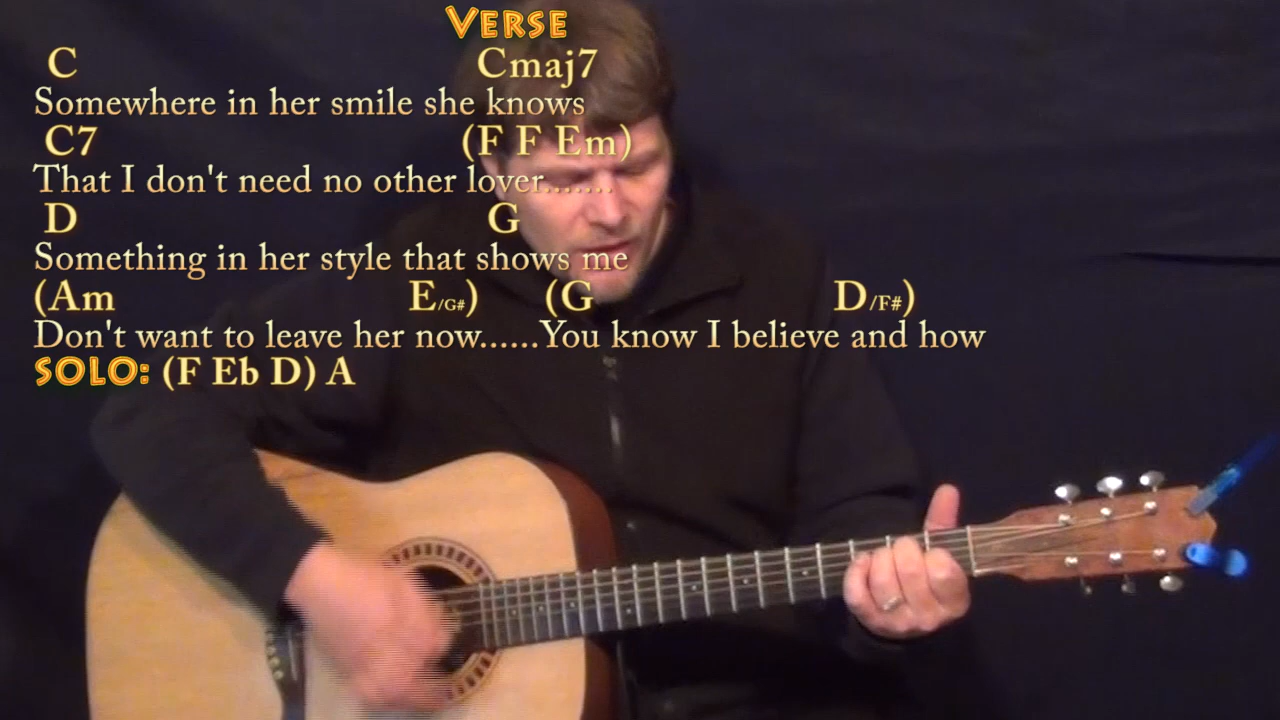 VERSE
C Cmaj7
Somewhere in her smile she knows
C7 (F F Em)
That I don't need no other lover.......
D G
Something in her style that shows me
(Am E/G#) (G D/F#)
Don't want to leave her now......You know I believe and how
SOLO: (F Eb D) A